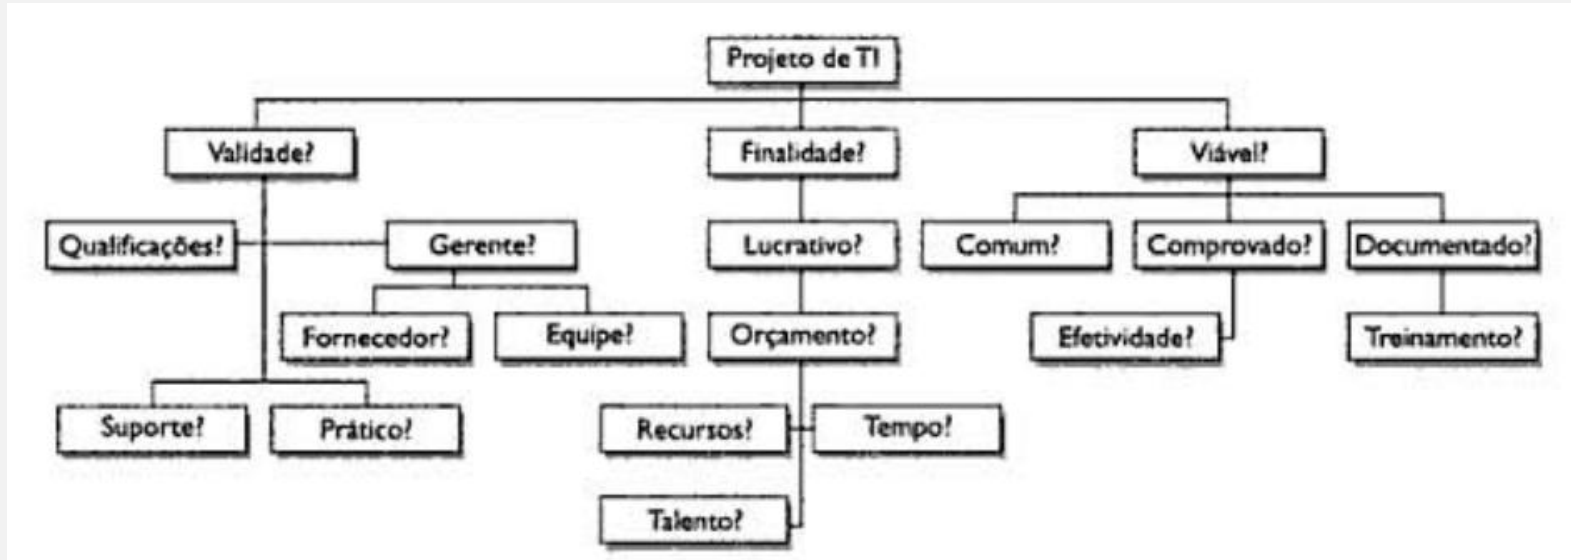 Projeto de TI
Validade?
Finalidade?
Viável?
Qualificações?
Gerente?
Lucrativo?
Comum?
Comprovado?
Documentado?
Fornecedor?
Equipe?
Orçamento?
Efetividade?
Treinamento?
Suporte?
Prático?
Recursos?
Tempo?
Talento?